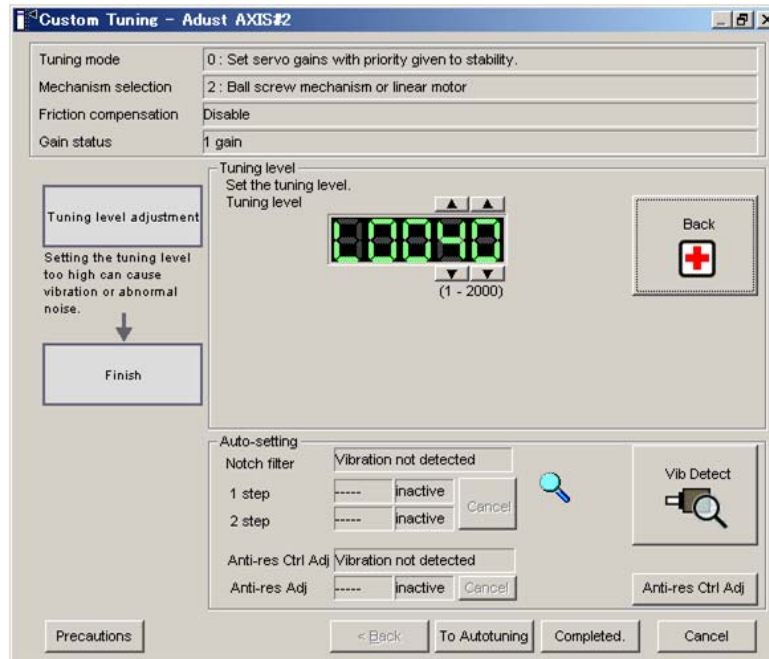 Custom Tuning - Adust AXIS#2
Tuning mode 0 : Set servo gains with priority given to stability.
Mechanism selection 2 : Ball screw mechanism or linear motor
Friction compensation Disable
Gain status 1 gain
Tuning level
Set the tuning level.
Tuning level
L0040
(1 - 2000)
Back
Tuning level adjustment
Setting the tuning level
too high can cause
vibration or abnormal
noise.
Finish
Auto-setting
Notch filter Vibration not detected
1 step ----- inactive
Cancel
2 step ----- inactive
Vib Detect
Anti-res Ctrl Adj Vibration not detected
Anti-res Adj ----- inactive Cancel
Anti-res Ctrl Adj
Precautions
< Back
To Autotuning
Completed.
Cancel